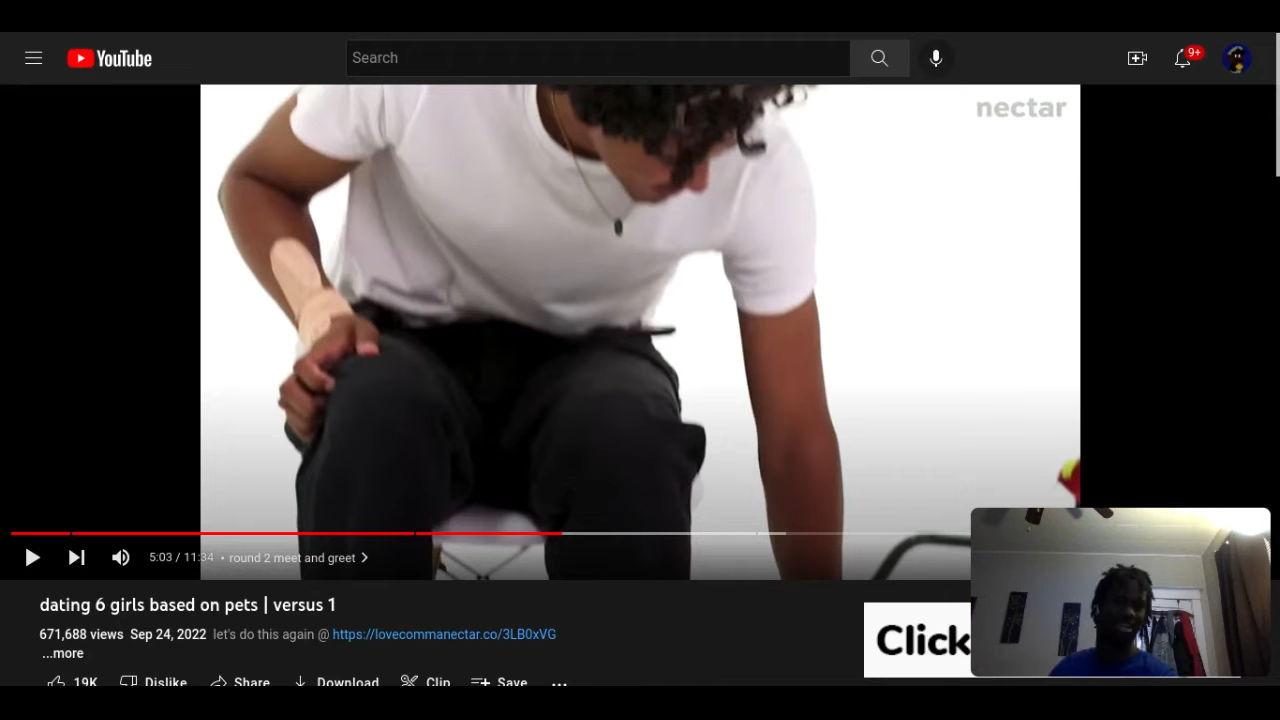 YouTube
Search
9+
nectar
5:03 / 11:34 • round 2 meet and greet
dating 6 girls based on pets | versus 1
671,688 views Sep 24, 2022 let's do this again @ https://lovecommanectar.co/3LB0xVG
...more
Click
19K Dislike Share Download Clip Save ...